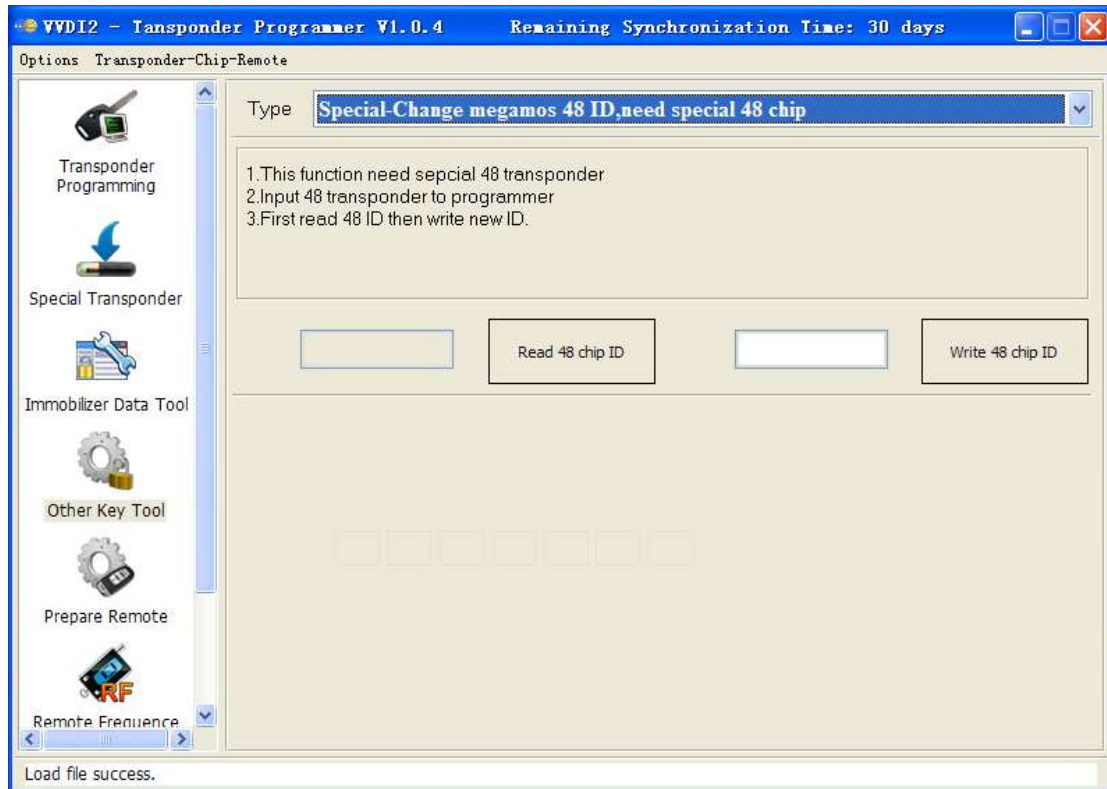 VVDI2 - Tansponder Programmer V1.0.4 Remaining Synchronization Time: 30 days
Options Transponder-Chip-Remote
Transponder
Programming
Special Transponder
Immobilizer Data Tool
Other Key Tool
Prepare Remote
RF
Remote Frequence
Type Special-Change megamos 48 ID,need special 48 chip
1.This function need sepcial 48 transponder
2.Input 48 transponder to programmer
3.First read 48 ID then write new ID.
Read 48 chip ID Write 48 chip ID
Load file success.